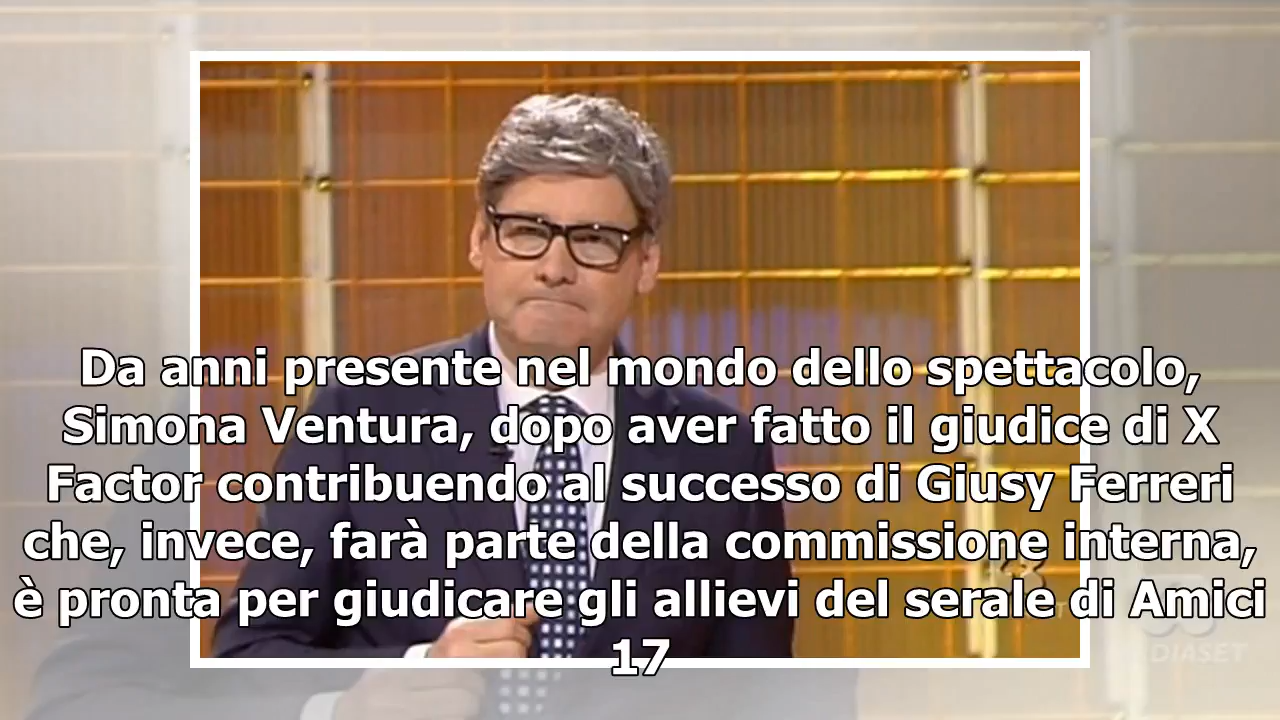 Da anni presente nel mondo dello spettacolo,
Simona Ventura, dopo aver fatto il giudice di X
Factor contribuendo al successo di Giusy Ferreri
che, invece, farà parte della commissione interna,
è pronta per giudicare gli allievi del serale di Amici
17